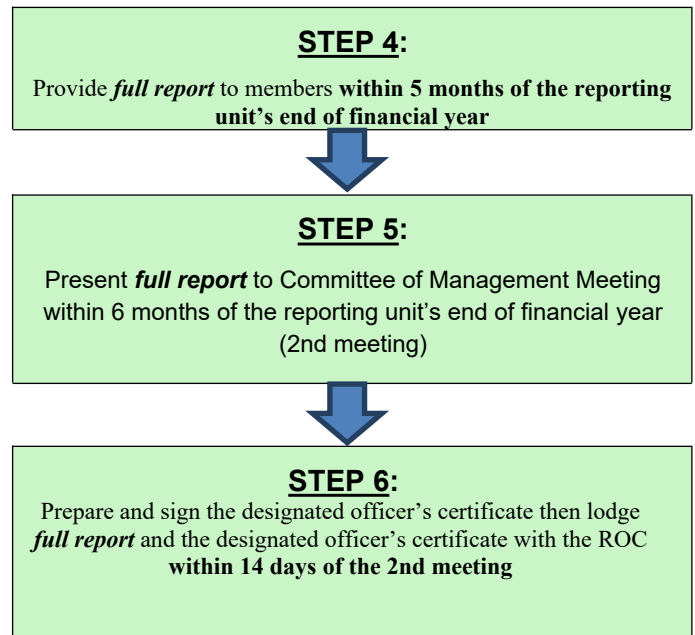 STEP 4:
Provide full report to members within 5 months of the reporting
unit’s end of financial year
STEP 5:
Present full report to Committee of Management Meeting
within 6 months of the reporting unit’s end of financial year
(2nd meeting)
STEP 6:
Prepare and sign the designated officer’s certificate then lodge
full report and the designated officer’s certificate with the ROC
within 14 days of the 2nd meeting